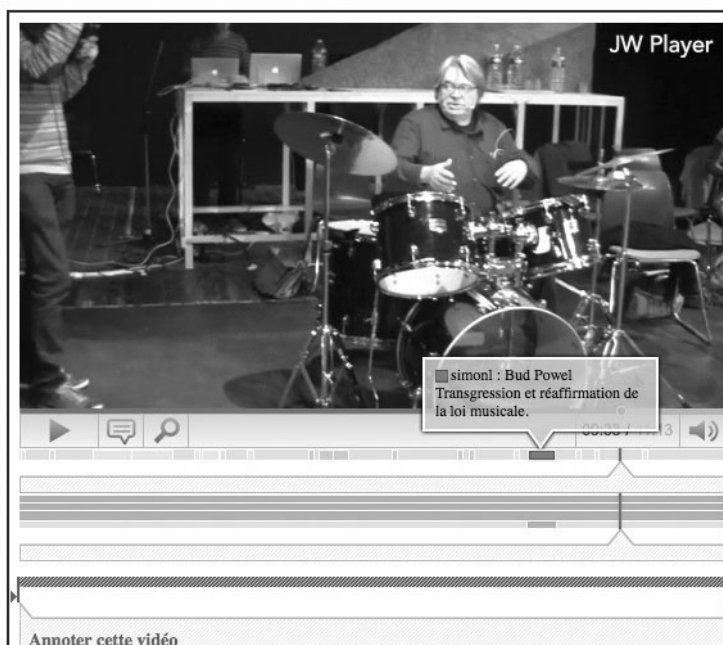 JW Player
simonl : Bud Powel
Transgression et réaffirmation de
la loi musicale.
Annoter cette vidéo